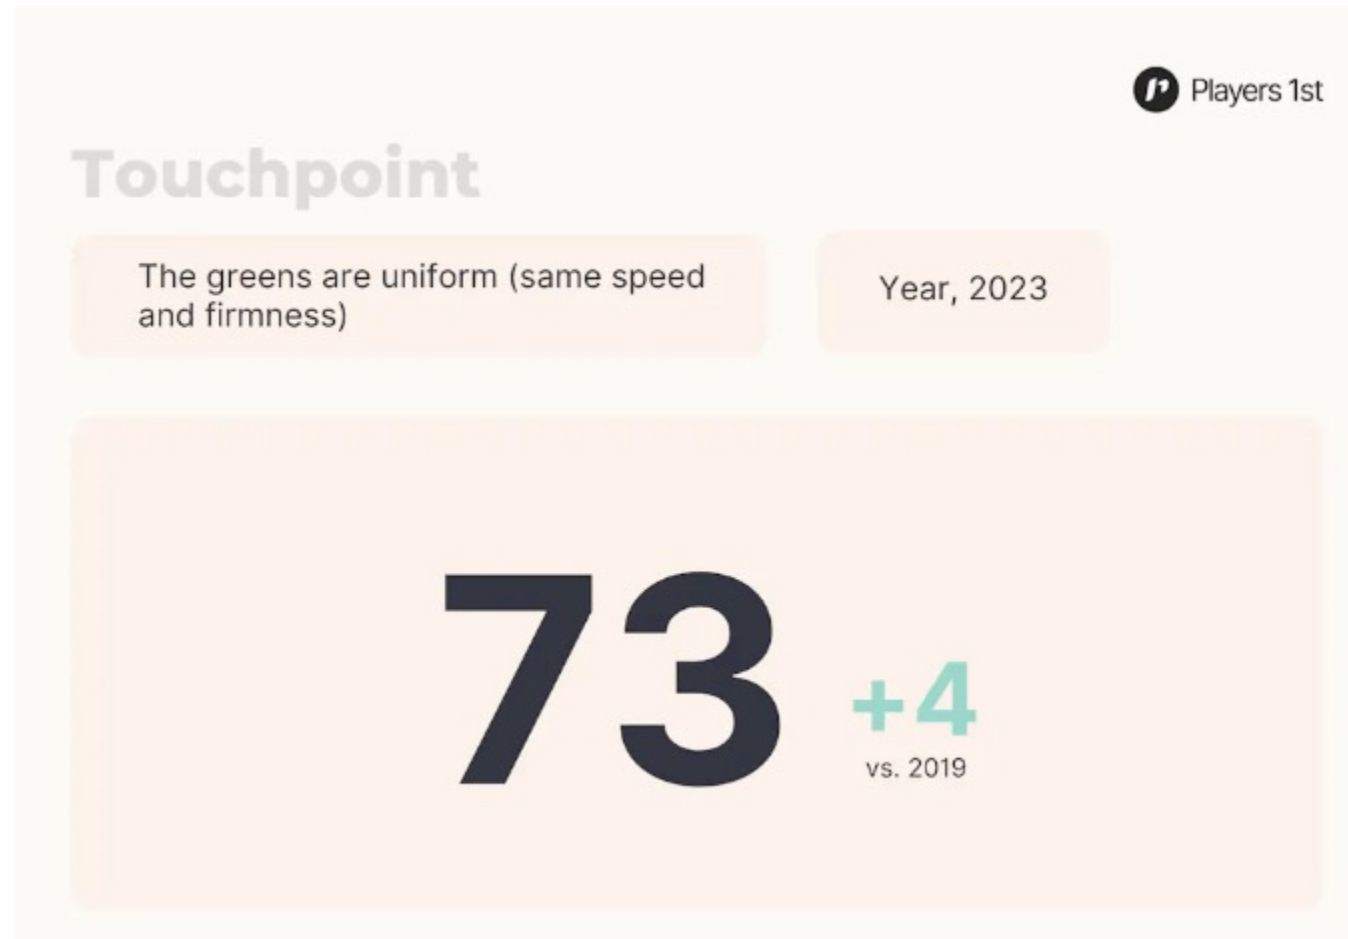 Players 1st
Touchpoint
The greens are uniform (same speed
and firmness)
Year, 2023
73
+4
vs. 2019